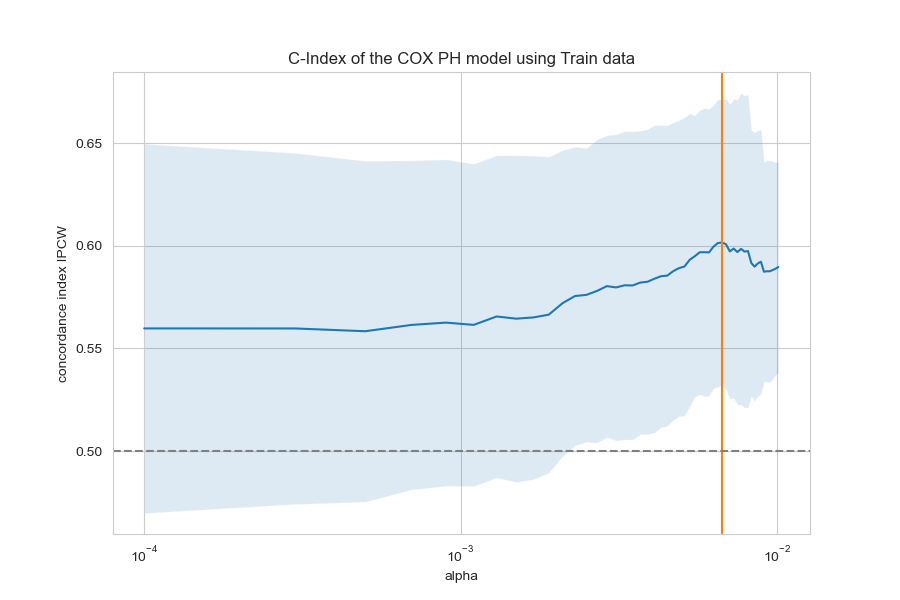 C-Index of the COX PH model using Train data
concordance index IPCW
0.65
0.60
0.55
0.50
10⁻⁴
10⁻³
10⁻²
alpha